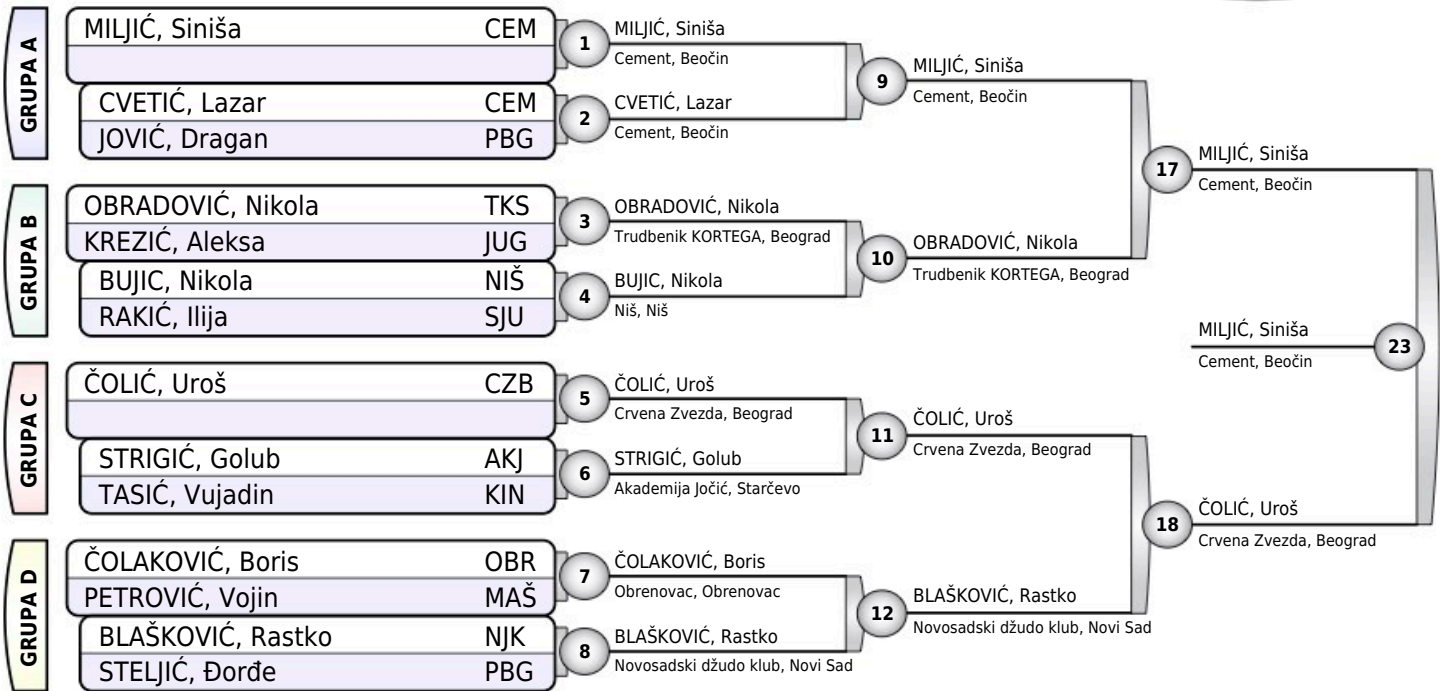 GRUPA A
MILJIĆ, Siniša CEM
CVETIĆ, Lazar CEM
JOVIĆ, Dragan PBG
GRUPA B
OBRADOVIĆ, Nikola TKS
KREZIĆ, Aleksa JUG
BUJIC, Nikola NIŠ
RAKIĆ, Ilija SJU
GRUPA C
ČOLIĆ, Uroš CZB
STRIGIĆ, Golub AKJ
TASIĆ, Vujadin KIN
GRUPA D
ČOLAKOVIĆ, Boris OBR
PETROVIĆ, Vojin MAŠ
BLAŠKOVIĆ, Rastko NJK
STELJIĆ, Đorđe PBG
1
MILJIĆ, Siniša
Cement, Beočin
2
CVETIĆ, Lazar
Cement, Beočin
3
OBRADOVIĆ, Nikola
Trudbenik KORTEGA, Beograd
4
BUJIC, Nikola
Niš, Niš
5
ČOLIĆ, Uroš
Crvena Zvezda, Beograd
6
STRIGIĆ, Golub
Akademija Jočić, Starčevo
7
ČOLAKOVIĆ, Boris
Obrenovac, Obrenovac
8
BLAŠKOVIĆ, Rastko
Novosadski džudo klub, Novi Sad
9
MILJIĆ, Siniša
Cement, Beočin
10
OBRADOVIĆ, Nikola
Trudbenik KORTEGA, Beograd
11
ČOLIĆ, Uroš
Crvena Zvezda, Beograd
12
BLAŠKOVIĆ, Rastko
Novosadski džudo klub, Novi Sad
17
MILJIĆ, Siniša
Cement, Beočin
18
ČOLIĆ, Uroš
Crvena Zvezda, Beograd
MILJIĆ, Siniša
Cement, Beočin
23